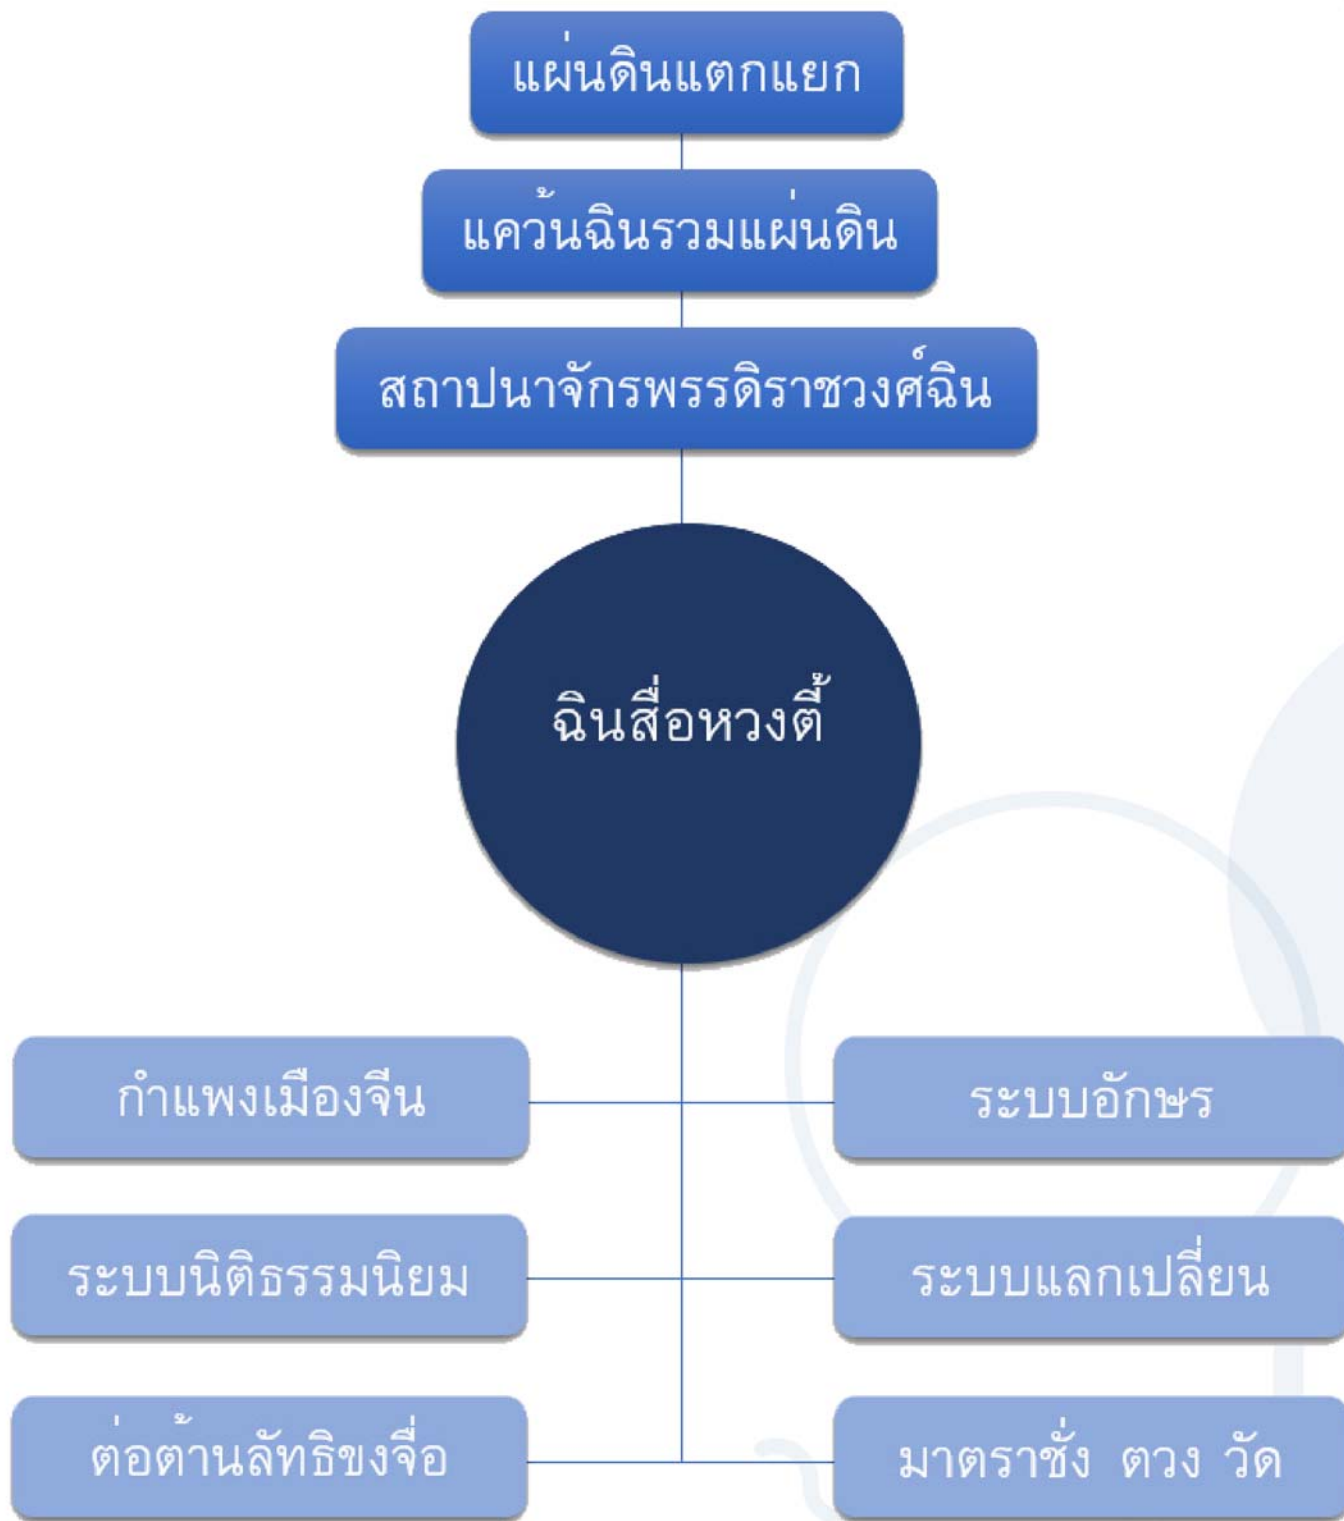 แผ่นดินแตกแยก
แคว้นฉินรวมแผ่นดิน
สถาปนาจักรพรรดิราชวงศ์ฉิน
ฉินสื่อหวงตี้
กำแพงเมืองจีน
ระบบอักษร
ระบบนิติธรรมนิยม
ระบบแลกเปลี่ยน
ต่อต้านลัทธิขงจื่อ
มาตราชั่ง ตวง วัด